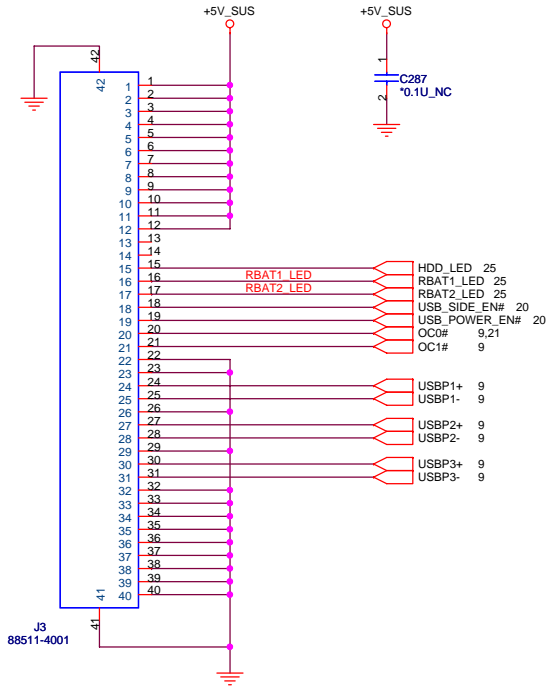 +5V_SUS
+5V_SUS
42
42
1
C287
*0.1U_NC
2
1 1
2 2
3 3
4 4
5 5
6 6
7 7
8 8
9 9
10 10
11 11
12 12
13 13
14 14
15 15 HDD_LED 25
16 16 RBAT1_LED RBAT1_LED 25
17 17 RBAT2_LED RBAT2_LED 25
18 18 USB_SIDE_EN# 20
19 19 USB_POWER_EN# 20
20 20 OC0# 9,21
21 21 OC1# 9
22 22
23 23
24 24 USBP1+ 9
25 25 USBP1- 9
26 26
27 27 USBP2+ 9
28 28 USBP2- 9
29 29
30 30 USBP3+ 9
31 31 USBP3- 9
32 32
33 33
34 34
35 35
36 36
37 37
38 38
39 39
40 40
41
41
J3
88511-4001